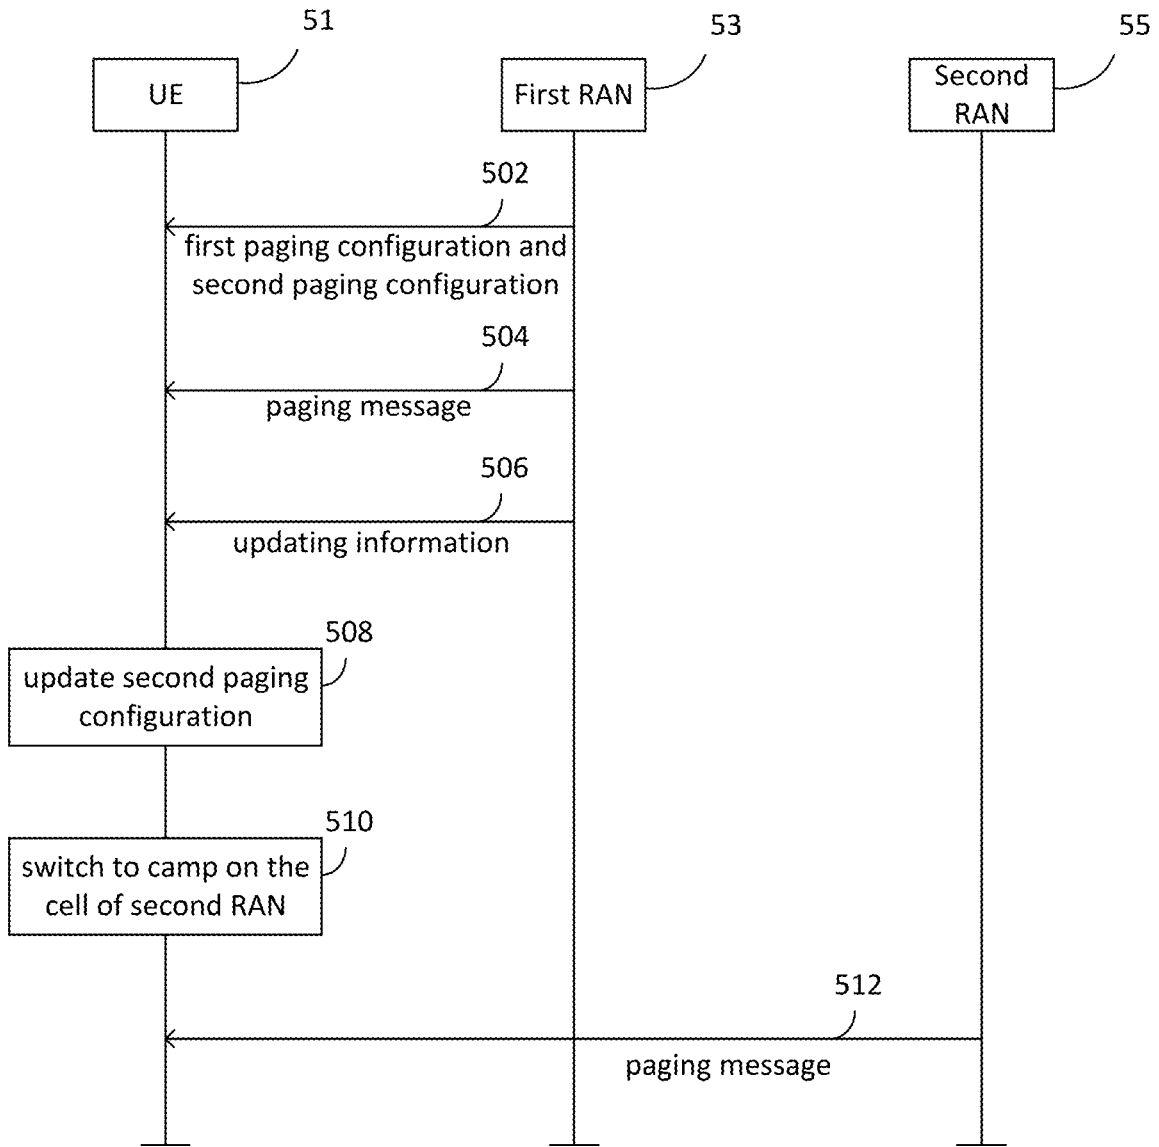 51
53
55
UE
First RAN
Second
RAN
502
first paging configuration and
second paging configuration
504
paging message
506
updating information
508
update second paging
configuration
510
switch to camp on the
cell of second RAN
512
paging message